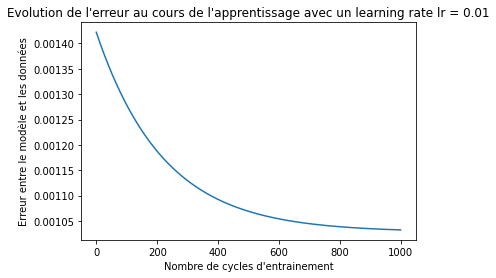 Evolution de l'erreur au cours de l'apprentissage avec un learning rate lr = 0.01
Erreur entre le modèle et les données
0.00140
0.00135
0.00130
0.00125
0.00120
0.00115
0.00110
0.00105
0 200 400 600 800 1000
Nombre de cycles d'entrainement